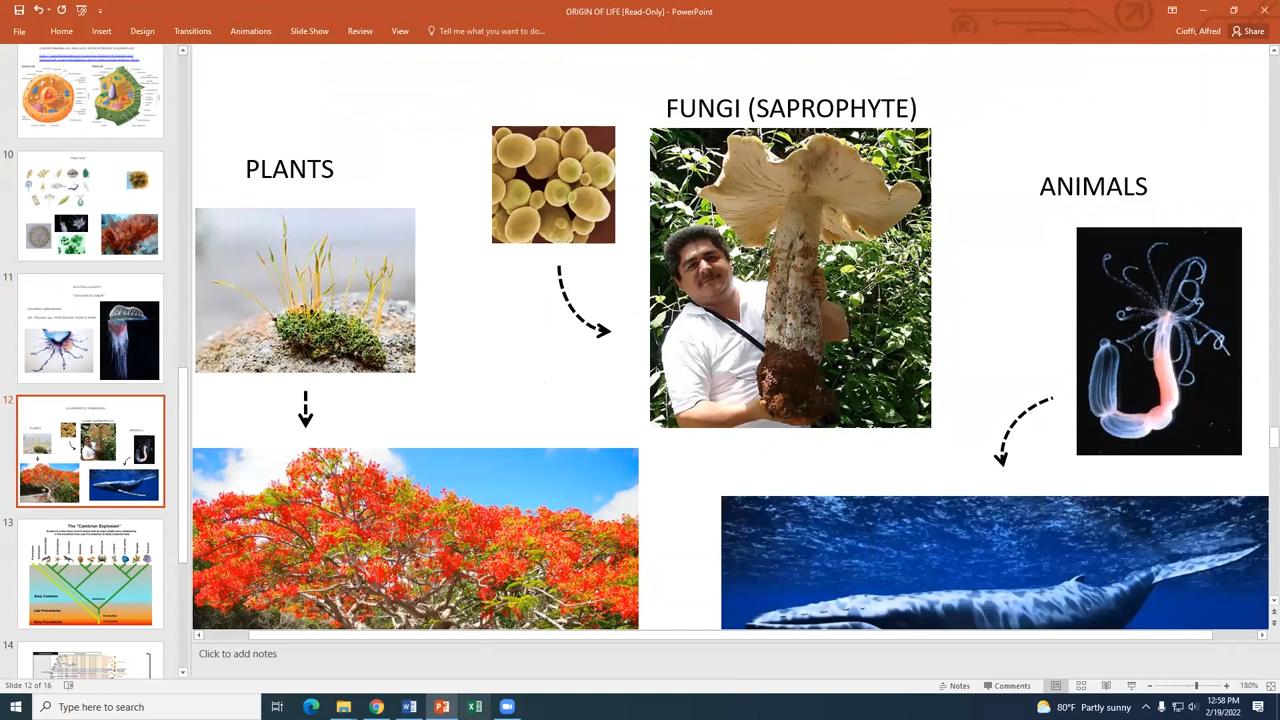 ORIGIN OF LIFE [Read-Only] - PowerPoint
File Home Insert Design Transitions Animations Slide Show Review View Tell me what you want to do...
Cioffi, Alfred Share
10
11
12
13
The "Cambrian Explosion"
14
FUNGI (SAPROPHYTE)
PLANTS
ANIMALS
Click to add notes
Slide 12 of 16
Notes Comments 180%
Type here to search
80°F Partly sunny
12:58 PM
2/19/2022